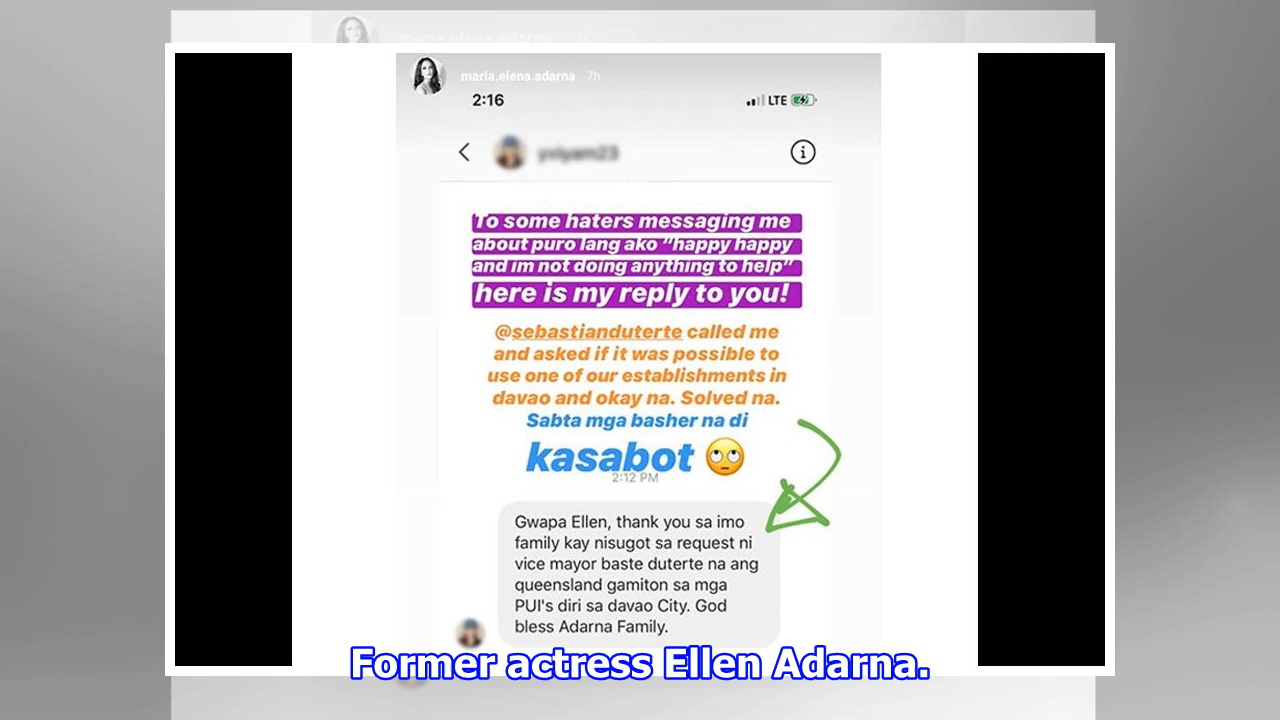 maria.elena.adarna 7h
2:16 LTE
To some haters messaging me
about puro lang ako "happy happy
and im not doing anything to help"
here is my reply to you!
@sebastianduterte called me
and asked if it was possible to
use one of our establishments in
davao and okay na. Solved na.
Sabta mga basher na di
kasabot 🙄
2:12 PM
Gwapa Ellen, thank you sa imo
family kay nisugot sa request ni
vice mayor baste duterte na ang
queensland gamiton sa mga
PUI's diri sa davao City. God
bless Adarna Family.
Former actress Ellen Adarna.